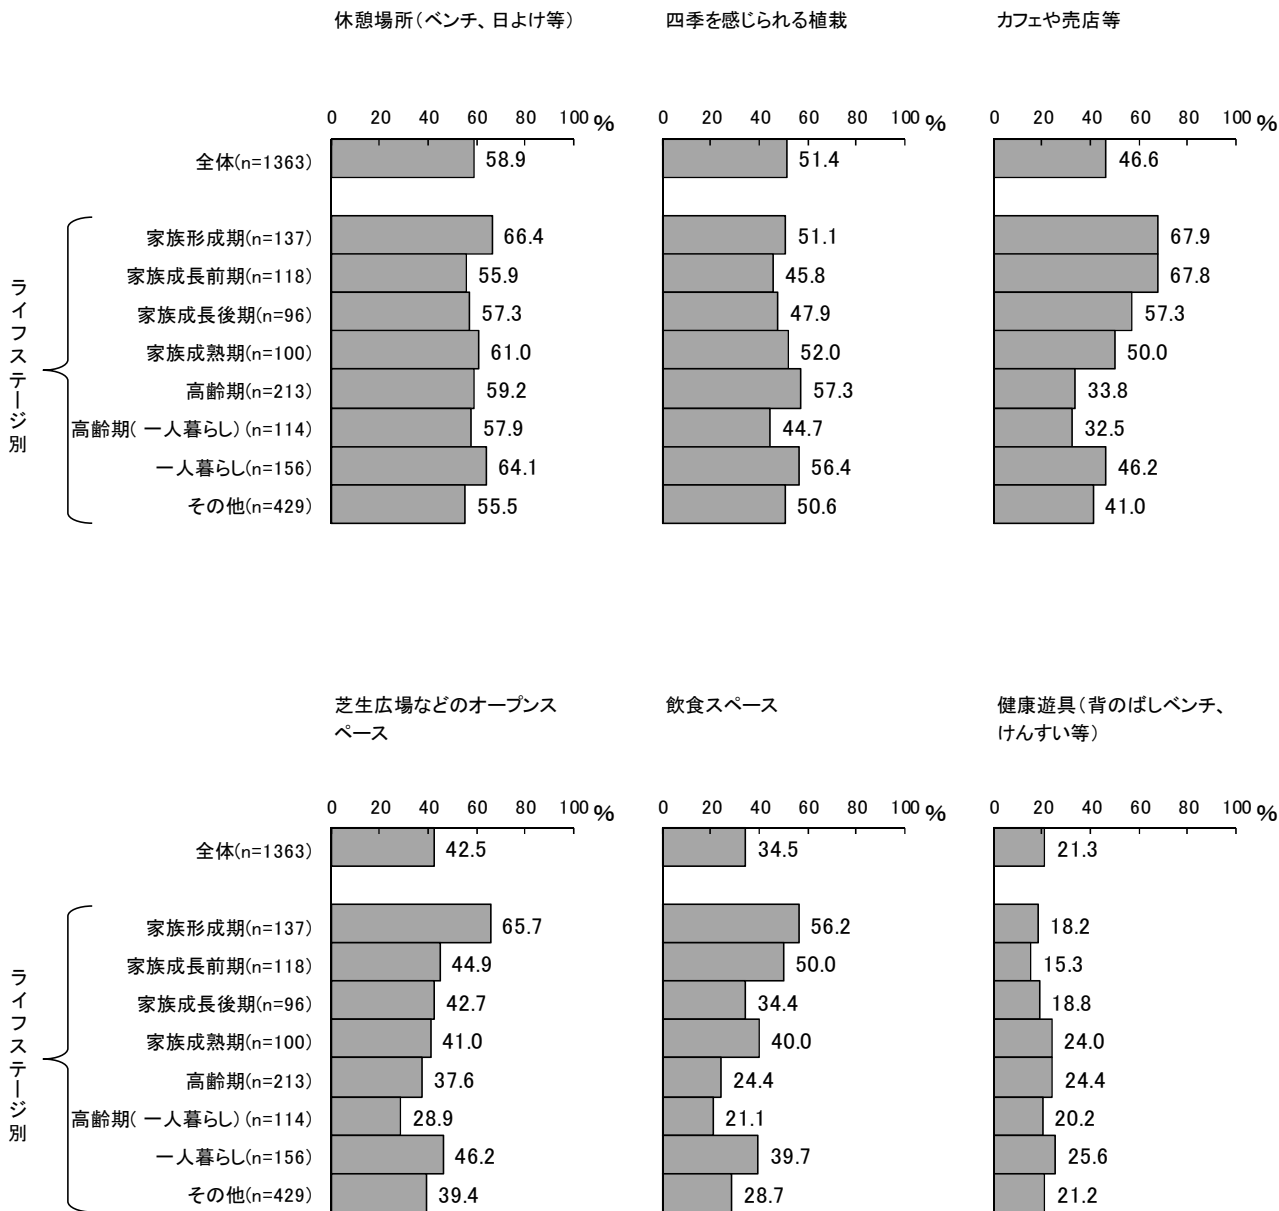 休憩場所(ベンチ、日よけ等)
四季を感じられる植栽
カフェや売店等
0 20 40 60 80 100 %
0 20 40 60 80 100 %
0 20 40 60 80 100 %
全体(n=1363) 58.9 51.4 46.6
ライフステージ別
家族形成期(n=137) 66.4 51.1 67.9
家族成長前期(n=118) 55.9 45.8 67.8
家族成長後期(n=96) 57.3 47.9 57.3
家族成熟期(n=100) 61.0 52.0 50.0
高齢期(n=213) 59.2 57.3 33.8
高齢期(一人暮らし)(n=114) 57.9 44.7 32.5
一人暮らし(n=156) 64.1 56.4 46.2
その他(n=429) 55.5 50.6 41.0
芝生広場などのオープンス
ペース
飲食スペース
健康遊具(背のばしベンチ、
けんすい等)
0 20 40 60 80 100 %
0 20 40 60 80 100 %
0 20 40 60 80 100 %
全体(n=1363) 42.5 34.5 21.3
ライフステージ別
家族形成期(n=137) 65.7 56.2 18.2
家族成長前期(n=118) 44.9 50.0 15.3
家族成長後期(n=96) 42.7 34.4 18.8
家族成熟期(n=100) 41.0 40.0 24.0
高齢期(n=213) 37.6 24.4 24.4
高齢期(一人暮らし)(n=114) 28.9 21.1 20.2
一人暮らし(n=156) 46.2 39.7 25.6
その他(n=429) 39.4 28.7 21.2